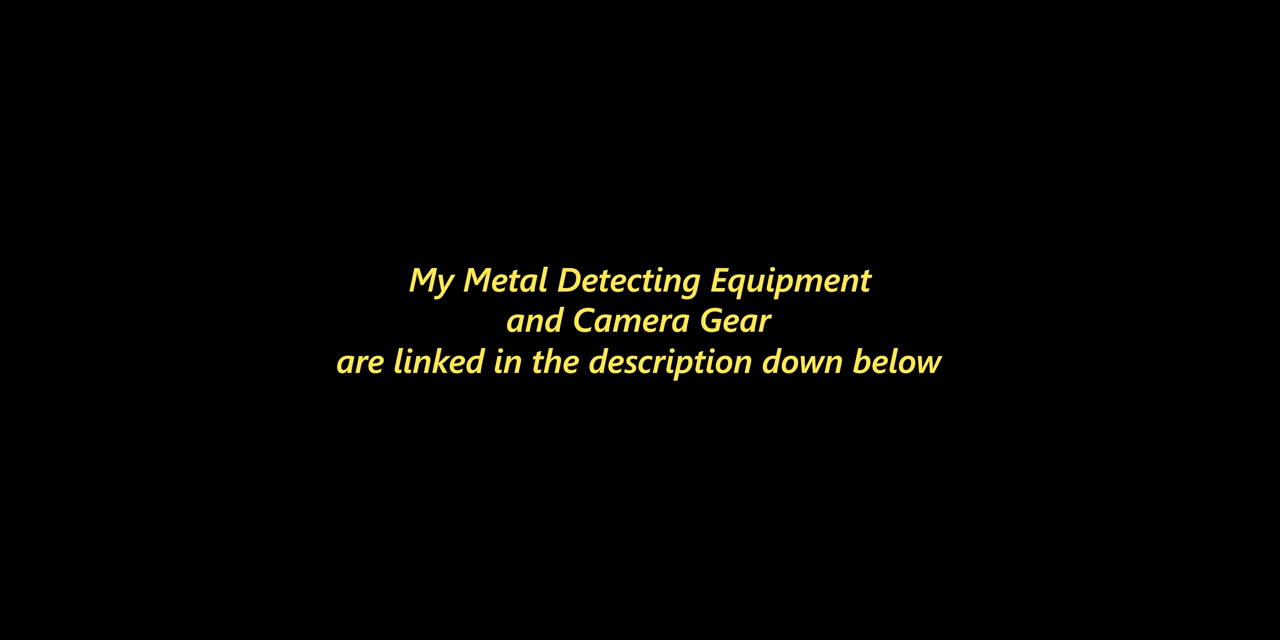 My Metal Detecting Equipment
and Camera Gear
are linked in the description down below